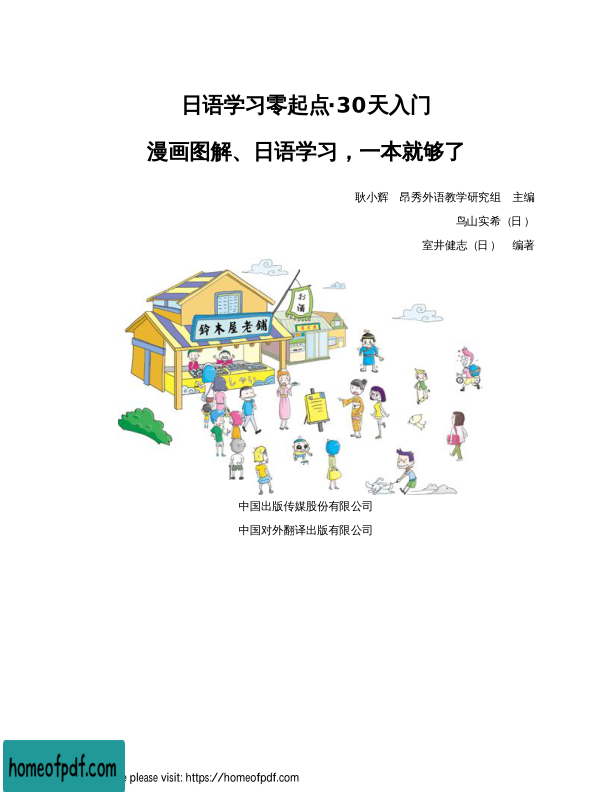 日语学习零起点·30天入门
漫画图解、日语学习，一本就够了
耿小辉 昂秀外语教学研究组 主编
鸟山实希（日）
室井健志（日） 编著
お酒
鈴木屋老铺
しゃい
中国出版传媒股份有限公司
中国对外翻译出版有限公司
homeofpdf.com
please visit: https://homeofpdf.com